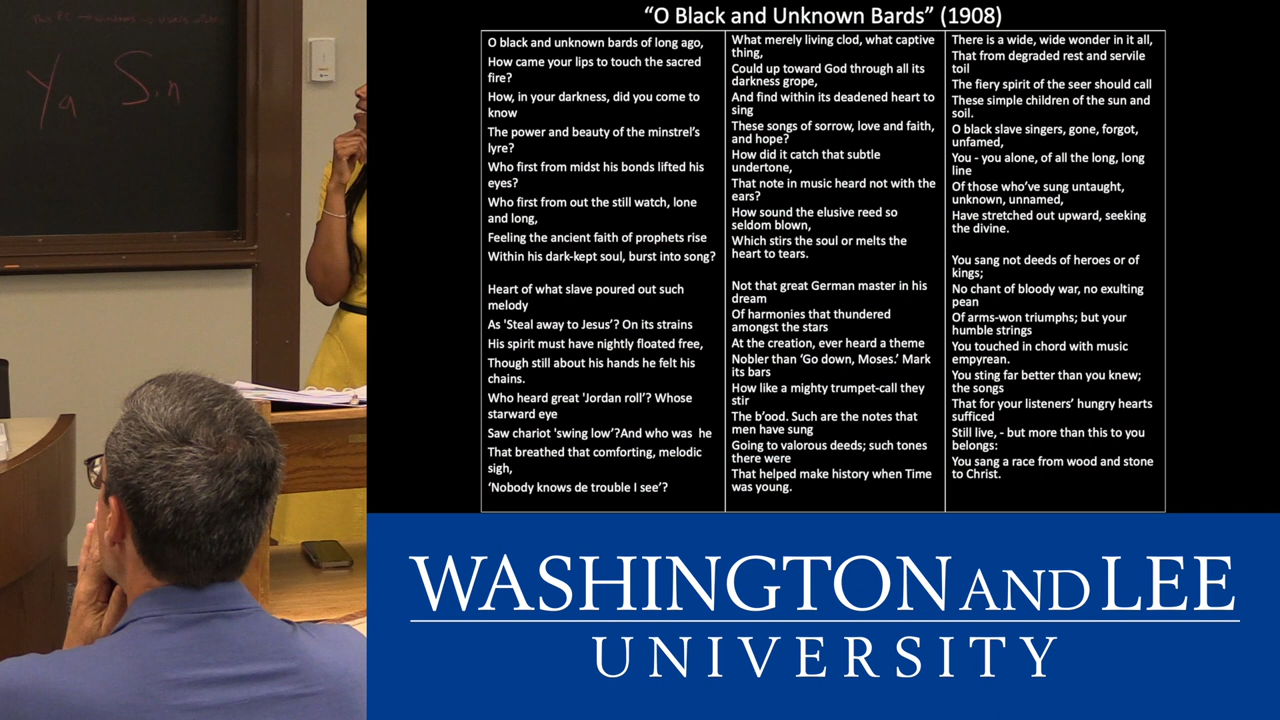 Ya Sin
“O Black and Unknown Bards” (1908)
O black and unknown bards of long ago,
How came your lips to touch the sacred
fire?
How, in your darkness, did you come to
know
The power and beauty of the minstrel’s
lyre?
Who first from midst his bonds lifted his
eyes?
Who first from out the still watch, lone
and long,
Feeling the ancient faith of prophets rise
Within his dark-kept soul, burst into song?
Heart of what slave poured out such
melody
As 'Steal away to Jesus’? On its strains
His spirit must have nightly floated free,
Though still about his hands he felt his
chains.
Who heard great 'Jordan roll’? Whose
starward eye
Saw chariot 'swing low’?And who was he
That breathed that comforting, melodic
sigh,
‘Nobody knows de trouble I see’?
What merely living clod, what captive
thing,
Could up toward God through all its
darkness grope,
And find within its deadened heart to
sing
These songs of sorrow, love and faith,
and hope?
How did it catch that subtle
undertone,
That note in music heard not with the
ears?
How sound the elusive reed so
seldom blown,
Which stirs the soul or melts the
heart to tears.
Not that great German master in his
dream
Of harmonies that thundered
amongst the stars
At the creation, ever heard a theme
Nobler than ‘Go down, Moses.’ Mark
its bars
How like a mighty trumpet-call they
stir
The b’ood. Such are the notes that
men have sung
Going to valorous deeds; such tones
there were
That helped make history when Time
was young.
There is a wide, wide wonder in it all,
That from degraded rest and servile
toil
The fiery spirit of the seer should call
These simple children of the sun and
soil.
O black slave singers, gone, forgot,
unfamed,
You - you alone, of all the long, long
line
Of those who’ve sung untaught,
unknown, unnamed,
Have stretched out upward, seeking
the divine.
You sang not deeds of heroes or of
kings;
No chant of bloody war, no exulting
pean
Of arms-won triumphs; but your
humble strings
You touched in chord with music
empyrean.
You sting far better than you knew;
the songs
That for your listeners’ hungry hearts
sufficed
Still live, - but more than this to you
belongs:
You sang a race from wood and stone
to Christ.
WASHINGTON AND LEE
UNIVERSITY